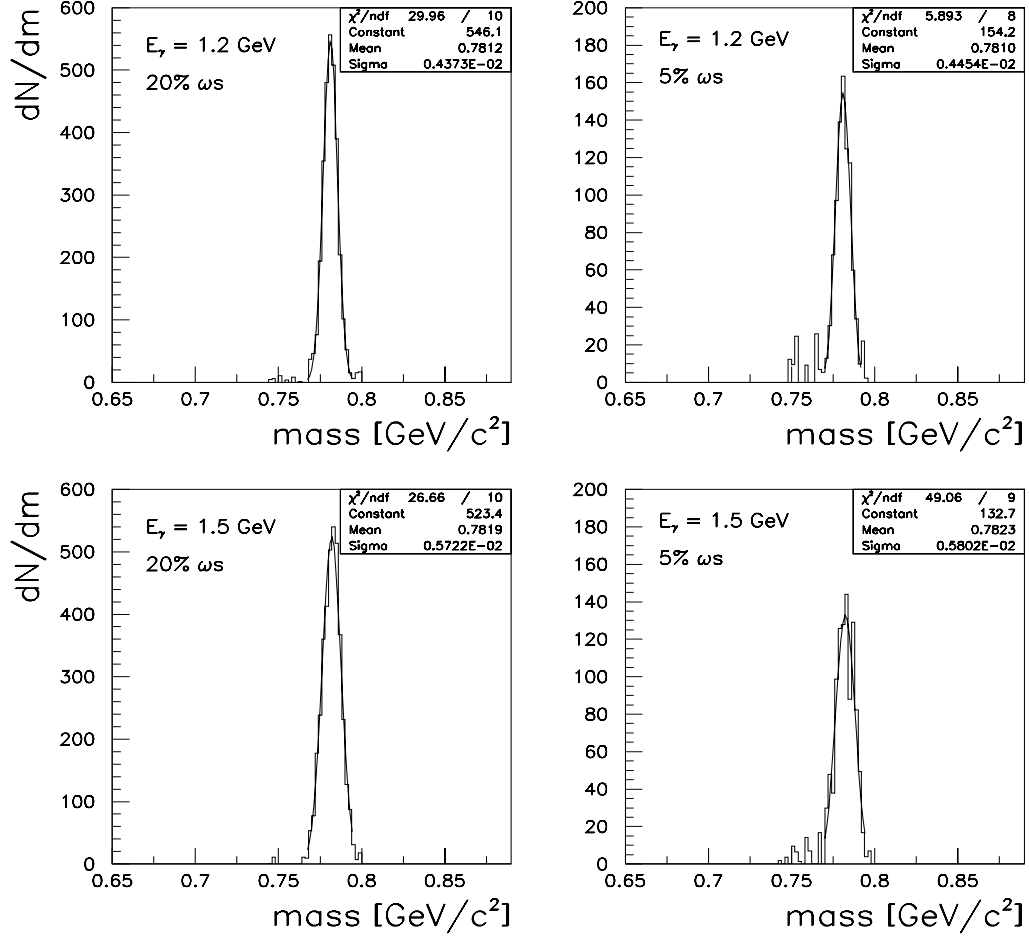 dN/dm
600
500
400
300
200
100
0
0.65 0.7 0.75 0.8 0.85
mass [GeV/c²]
Eγ = 1.2 GeV
20% ωs
χ²/ndf 29.96 / 10
Constant 546.1
Mean 0.7812
Sigma 0.4373E-02
200
180
160
140
120
100
80
60
40
20
0
0.65 0.7 0.75 0.8 0.85
mass [GeV/c²]
Eγ = 1.2 GeV
5% ωs
χ²/ndf 5.893 / 8
Constant 154.2
Mean 0.7810
Sigma 0.4454E-02
dN/dm
600
500
400
300
200
100
0
0.65 0.7 0.75 0.8 0.85
mass [GeV/c²]
Eγ = 1.5 GeV
20% ωs
χ²/ndf 26.66 / 10
Constant 523.4
Mean 0.7819
Sigma 0.5722E-02
200
180
160
140
120
100
80
60
40
20
0
0.65 0.7 0.75 0.8 0.85
mass [GeV/c²]
Eγ = 1.5 GeV
5% ωs
χ²/ndf 49.06 / 9
Constant 132.7
Mean 0.7823
Sigma 0.5802E-02